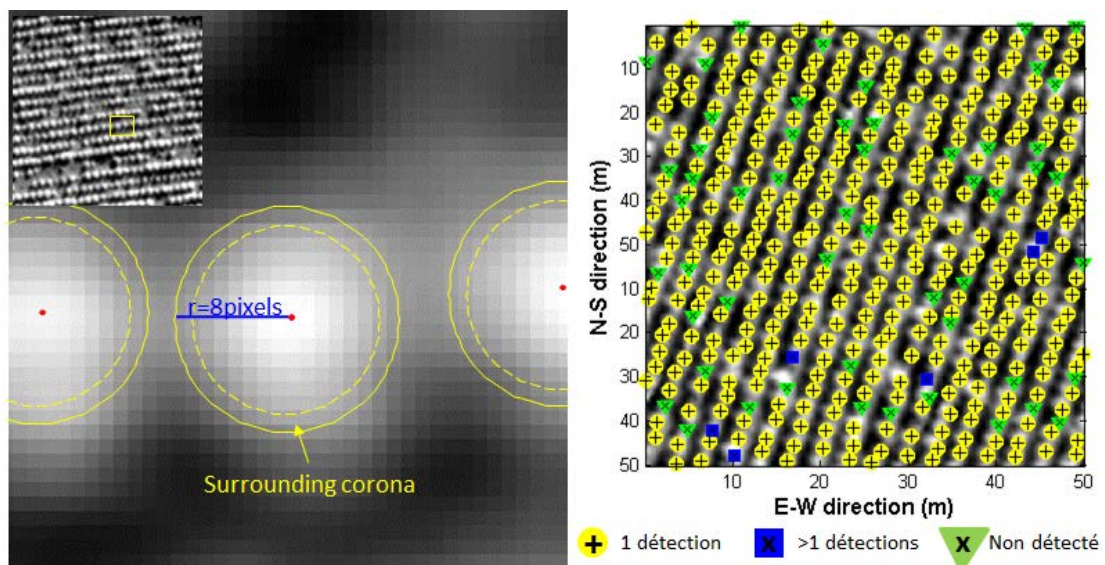 r=8pixels
Surrounding corona
N-S direction (m)
10
20
30
40
50
10
20
30
40
50
10 20 30 40 50
E-W direction (m)
1 détection >1 détections Non détecté